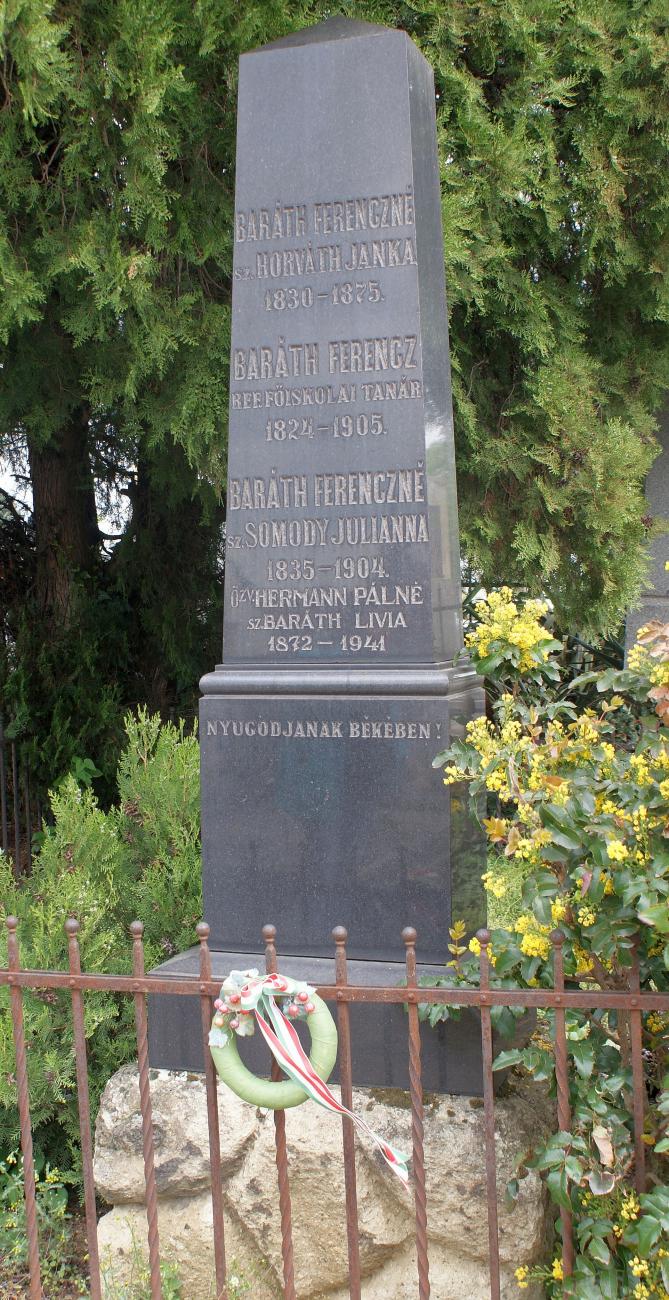 BARÁTH FERENCZNÉ
SZ. HORVÁTH JANKA
1830-1875.
BARÁTH FERENCZ
REF. FŐISKOLAI TANÁR
1824-1905.
BARÁTH FERENCZNÉ
SZ. SOMODY JULIANNA
1835-1904.
ÖZV. HERMANN PÁLNÉ
SZ. BARÁTH LIVIA
1872-1941
NYUGODJANAK BÉKÉBEN!